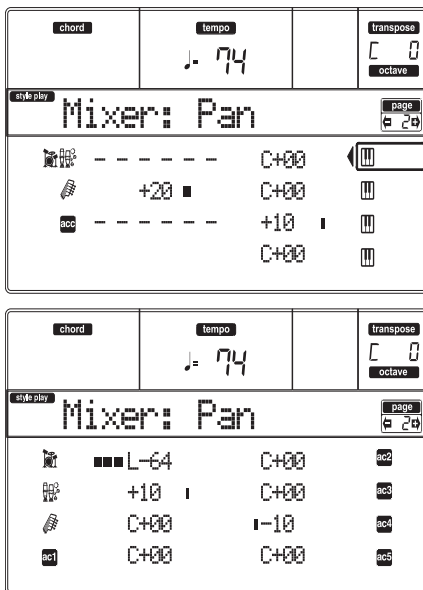 chord tempo transpose
♩= 74 C 0
octave
style play Mixer: Pan page
2
- - - - - - C+00
+20 C+00
acc - - - - - - +10
C+00
chord tempo transpose
♩= 74 C 0
octave
style play Mixer: Pan page
2
L-64 C+00 ac2
+10 C+00 ac3
C+00 -10 ac4
ac1 C+00 C+00 ac5